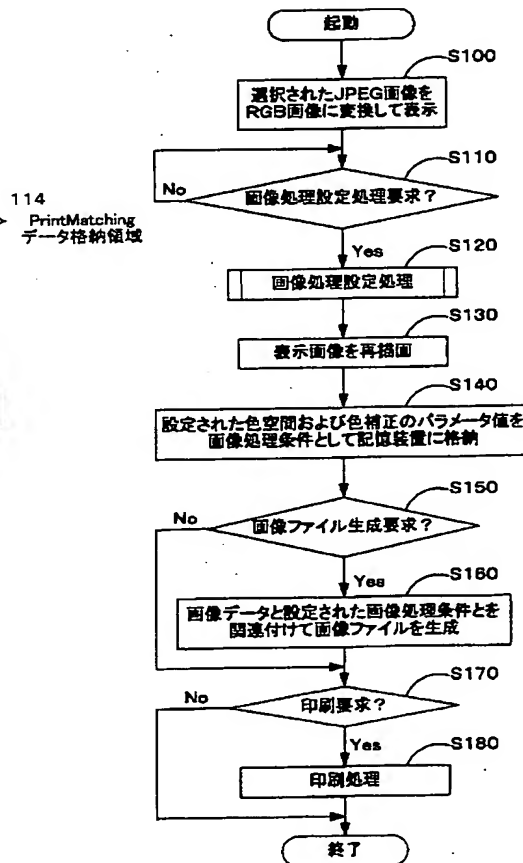 起動
S100
選択されたJPEG画像を
RGB画像に変換して表示
S110
No
画像処理設定処理要求？
114
PrintMatching
データ格納領域
Yes
S120
画像処理設定処理
S130
表示画像を再描画
S140
設定された色空間および色補正のパラメータ値を
画像処理条件として記憶装置に格納
S150
No
画像ファイル生成要求？
Yes
S160
画像データと設定された画像処理条件とを
関連付けて画像ファイルを生成
S170
No
印刷要求？
Yes
S180
印刷処理
終了